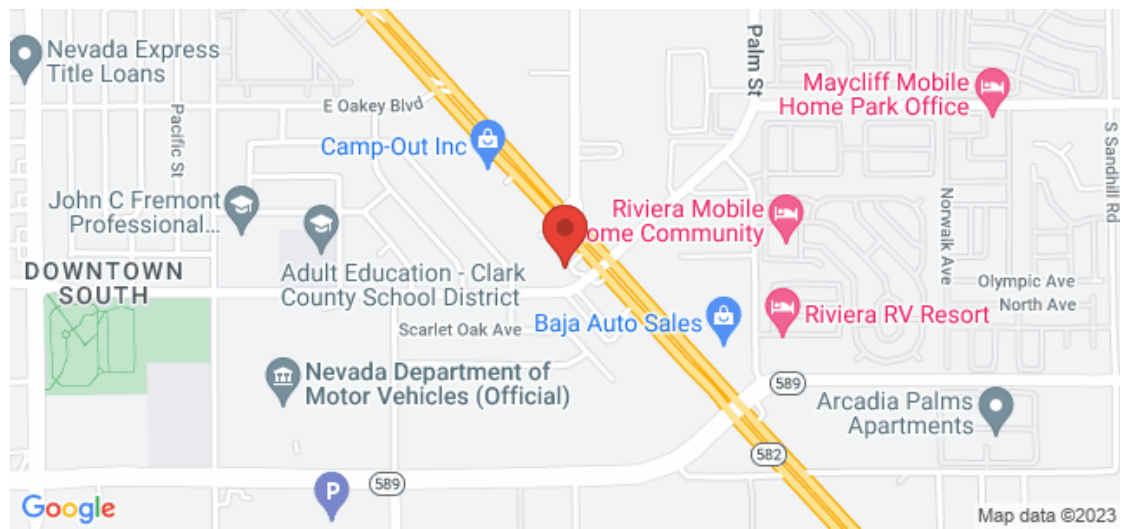 Nevada Express
Title Loans
Palm St
Maycliff Mobile
Home Park Office
E Oakey Blvd
Pacific St
Camp-Out Inc
S Sandhill Rd
John C Fremont
Professional...
Riviera Mobile
ome Community
Norwalk Ave
DOWNTOWN
SOUTH
Adult Education - Clark
County School District
Olympic Ave
North Ave
Scarlet Oak Ave
Baja Auto Sales
Riviera RV Resort
Nevada Department of
Motor Vehicles (Official)
589
Arcadia Palms
Apartments
582
589
P
Google
Map data ©2023